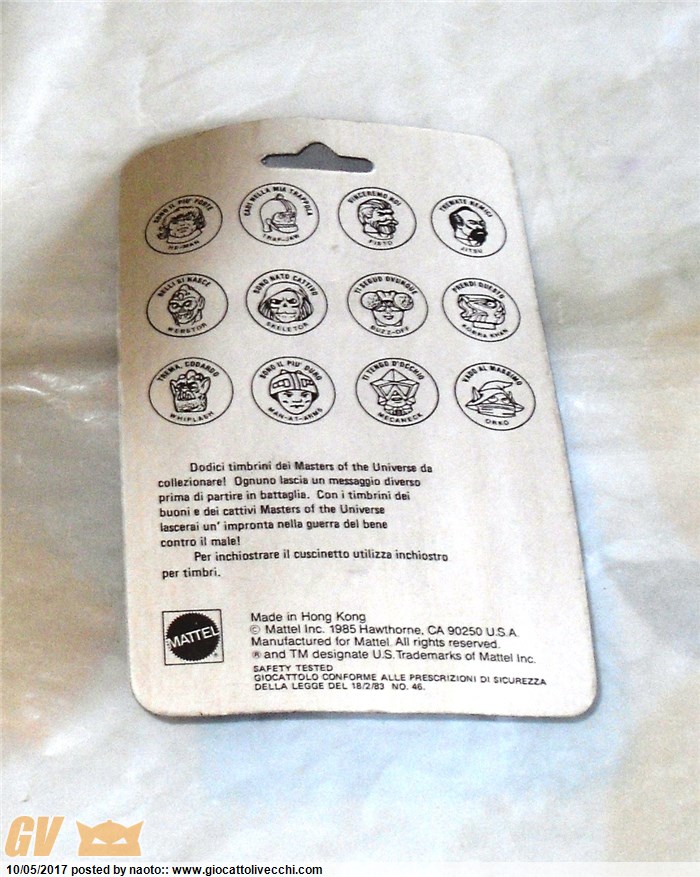 SONO IL PIU' FORTE
HE-MAN
CADI NELLA MIA TRAPPOLA
TRAP-JAW
VINCEREMO NOI
FISTO
TREMATE NEMICI
JITSU
BELLI SI NASCE
WEBSTOR
SONO NATO CATTIVO
SKELETOR
TI SEGUO OVUNQUE
BUZZ-OFF
PRENDI QUESTO
KOBRA KHAN
TREMA, CODARDO
WHIPLASH
SONO IL PIU' DURO
MAN-AT-ARMS
TI TENGO D'OCCHIO
MECANECK
VADO AL MASSIMO
ORKO
Dodici timbrini dei Masters of the Universe da
collezionare! Ognuno lascia un messaggio diverso
prima di partire in battaglia. Con i timbrini dei
buoni e dei cattivi Masters of the Universe
lascerai un' impronta nella guerra del bene
contro il male!
Per inchiostrare il cuscinetto utilizza inchiostro
per timbri.
MATTEL
®
Made in Hong Kong
© Mattel Inc. 1985 Hawthorne, CA 90250 U.S.A.
Manufactured for Mattel. All rights reserved.
® and TM designate U.S. Trademarks of Mattel Inc.
SAFETY TESTED
GIOCATTOLO CONFORME ALLE PRESCRIZIONI DI SICUREZZA
DELLA LEGGE DEL 18/2/83 NO. 46.
GV
10/05/2017 posted by naoto:: www.giocattolivecchi.com